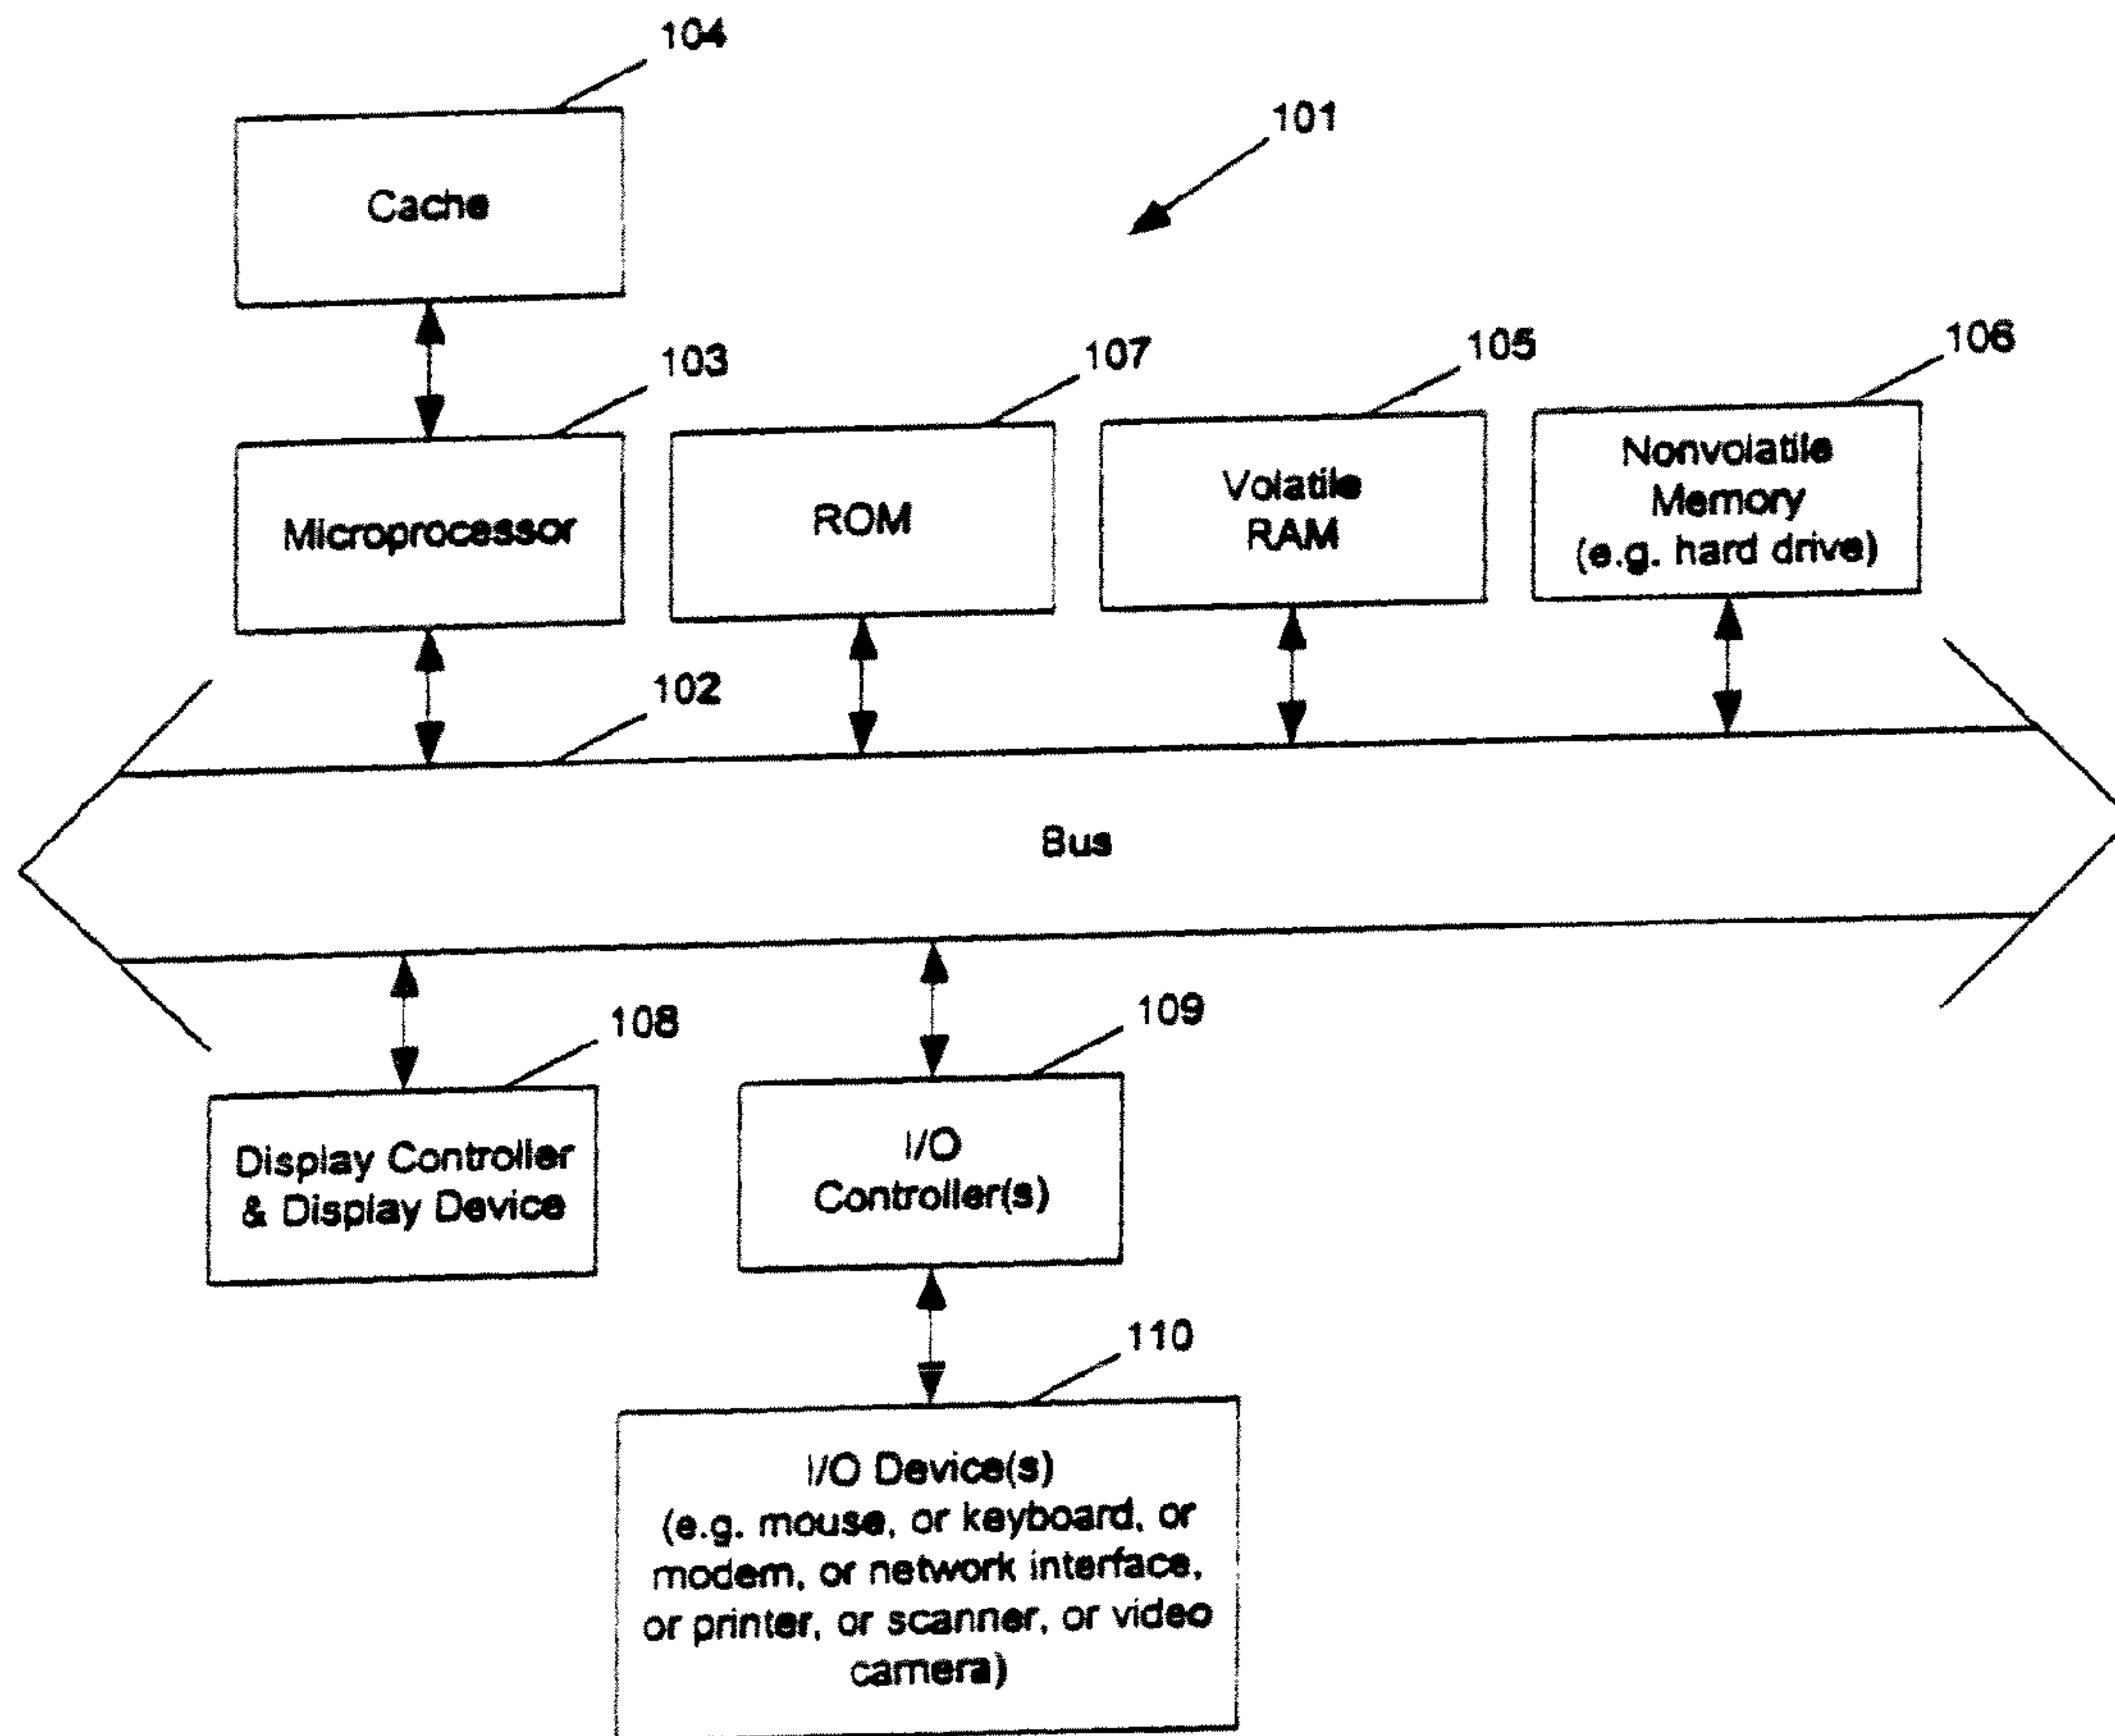 104
101
Cache
103
107
105
106
Microprocessor
ROM
Volatile
RAM
Nonvolatile
Memory
(e.g. hard drive)
102
Bus
108
109
Display Controller
& Display Device
I/O
Controller(s)
110
I/O Device(s)
(e.g. mouse, or keyboard, or
modem, or network interface,
or printer, or scanner, or video
camera)